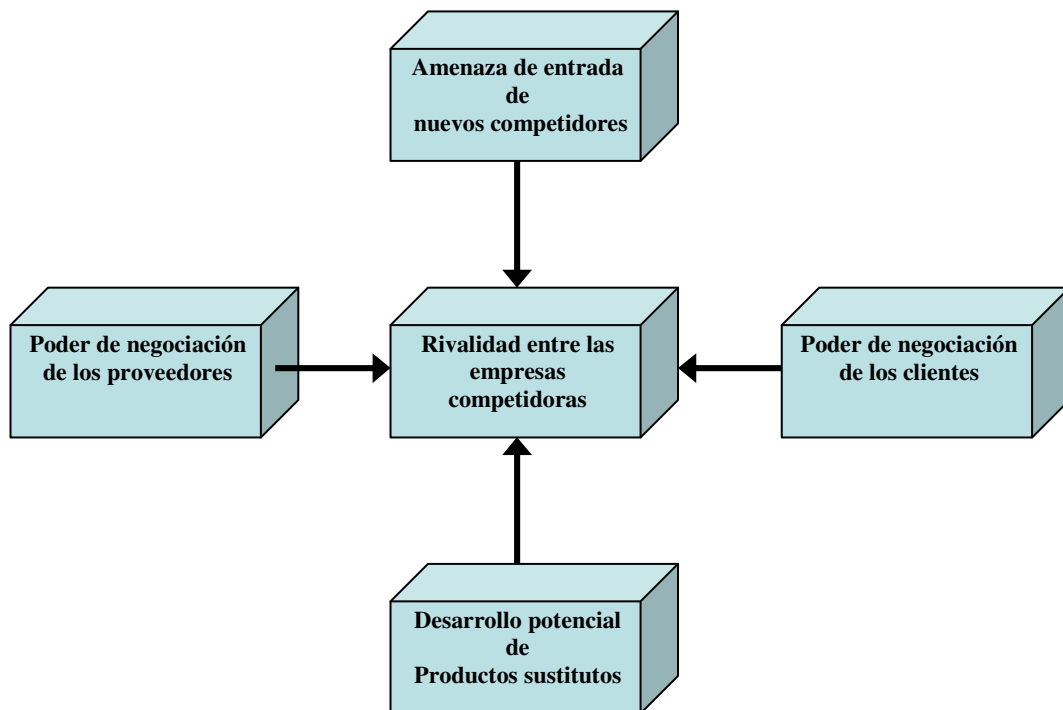 Amenaza de entrada
de
nuevos competidores
Poder de negociación
de los proveedores
Rivalidad entre las
empresas
competidoras
Poder de negociación
de los clientes
Desarrollo potencial
de
Productos sustitutos